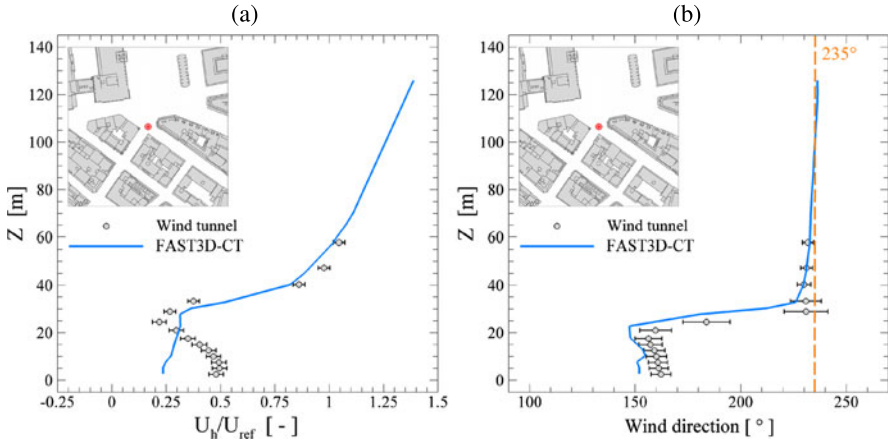 (a)
(b)
140
120
100
80
60
40
20
0
Z [m]
Wind tunnel
FAST3D-CT
-0.25
0
0.25
0.5
0.75
1
1.25
1.5
U_h/U_ref [ - ]
140
120
100
80
60
40
20
0
Z [m]
235°
Wind tunnel
FAST3D-CT
100
150
200
250
Wind direction [ ° ]